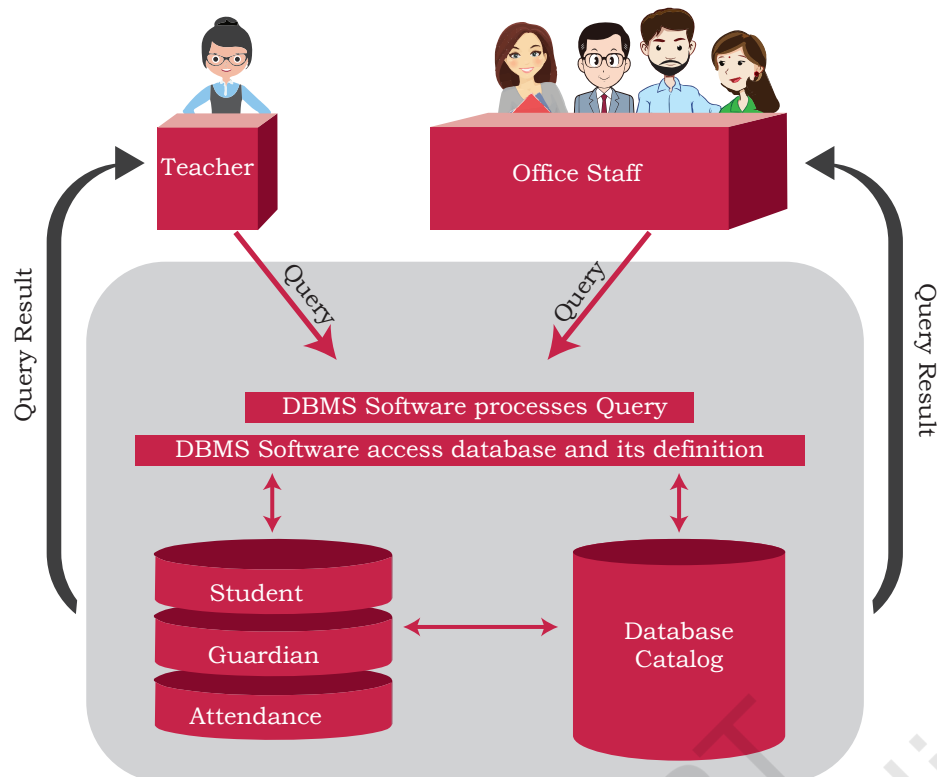 Teacher
Office Staff
Query
Query
Query Result
Query Result
DBMS Software processes Query
DBMS Software access database and its definition
Student
Guardian
Attendance
Database
Catalog